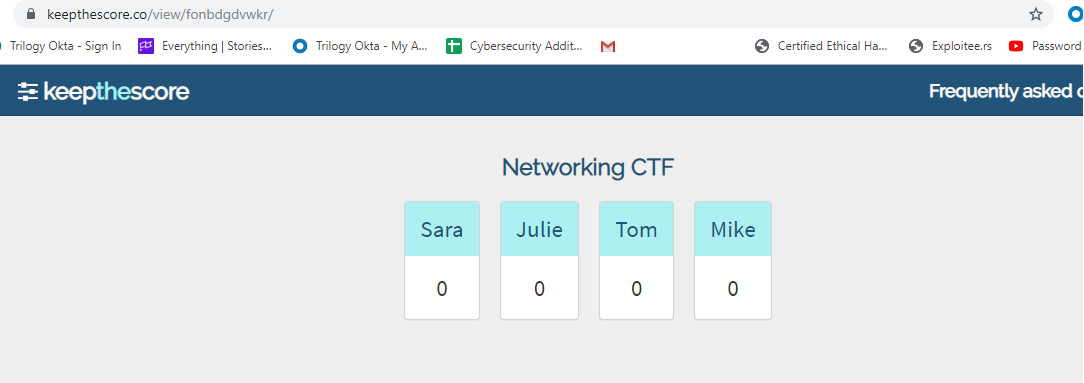 keepthescore.co/view/fonbdgdvwkr/
Trilogy Okta - Sign In Everything | Stories... Trilogy Okta - My A... Cybersecurity Addit... Certified Ethical Ha... Exploitee.rs Password
keepthescore Frequently asked
Networking CTF
Sara Julie Tom Mike
0 0 0 0